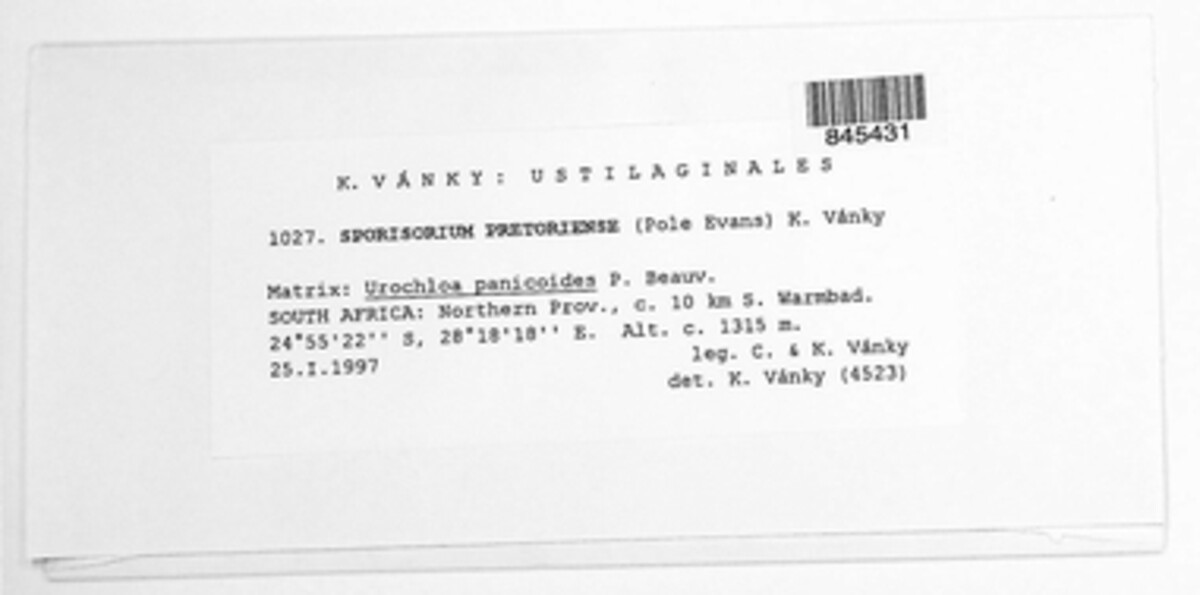 845431
K. VÁNKY: USTILAGINALES
1027. SPORISORIUM PRETORIENSE (Pole Evans) K. Vánky
Matrix: Urochloa panicoides P. Beauv.
SOUTH AFRICA: Northern Prov., c. 10 km S. Warmbad.
24°55'22'' S, 28°18'18'' E. Alt. c. 1315 m.
leg. C. & K. Vánky
25.I.1997
det. K. Vánky (4523)